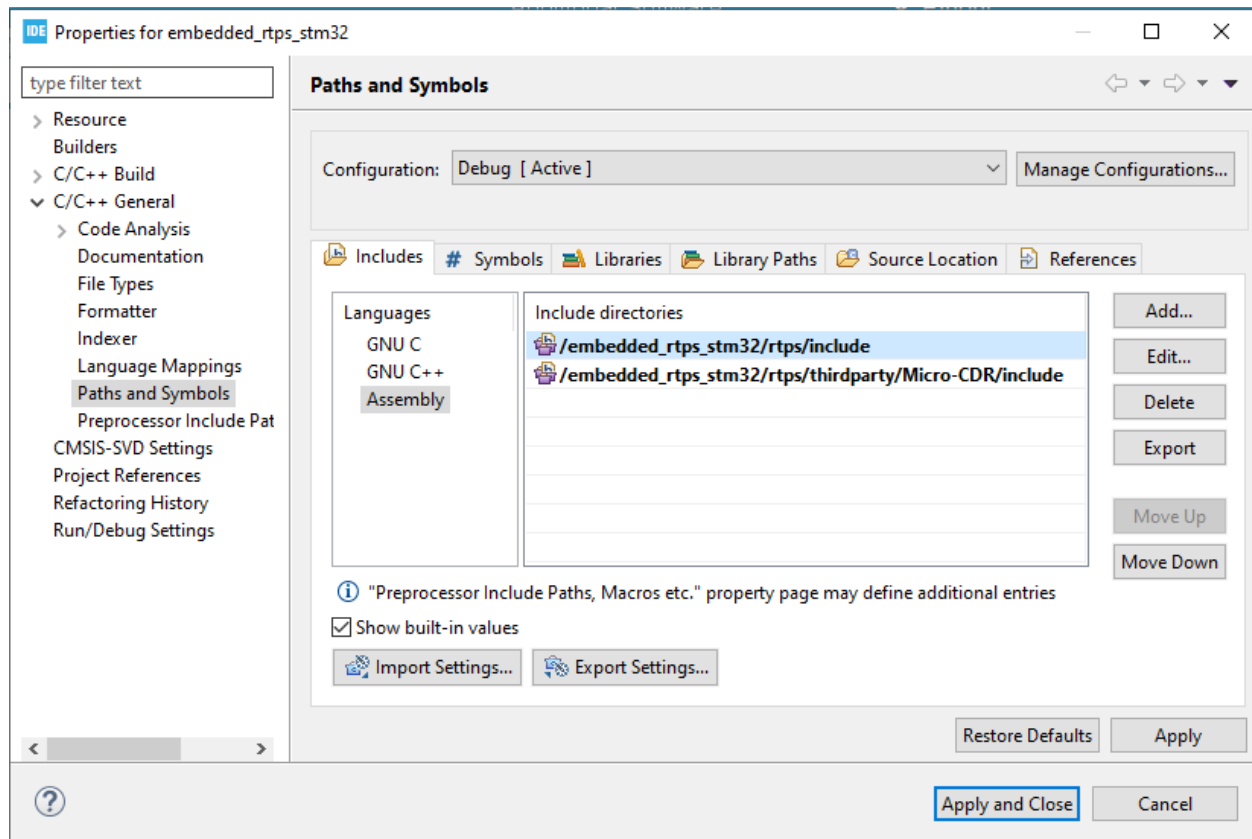 IDE Properties for embedded_rtps_stm32
type filter text
Resource
Builders
C/C++ Build
C/C++ General
Code Analysis
Documentation
File Types
Formatter
Indexer
Language Mappings
Paths and Symbols
Preprocessor Include Pat
CMSIS-SVD Settings
Project References
Refactoring History
Run/Debug Settings
Paths and Symbols
Configuration: Debug [ Active ] Manage Configurations...
Includes # Symbols Libraries Library Paths Source Location References
Languages
GNU C
GNU C++
Assembly
Include directories
/embedded_rtps_stm32/rtps/include
/embedded_rtps_stm32/rtps/thirdparty/Micro-CDR/include
Add...
Edit...
Delete
Export
Move Up
Move Down
"Preprocessor Include Paths, Macros etc." property page may define additional entries
Show built-in values
Import Settings... Export Settings...
Restore Defaults Apply
? Apply and Close Cancel